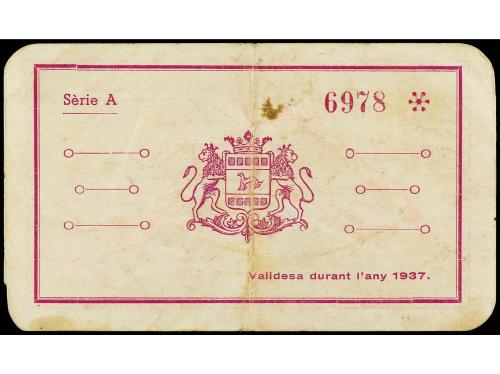 Sèrie A
6978 *
Validesa durant l'any 1937.